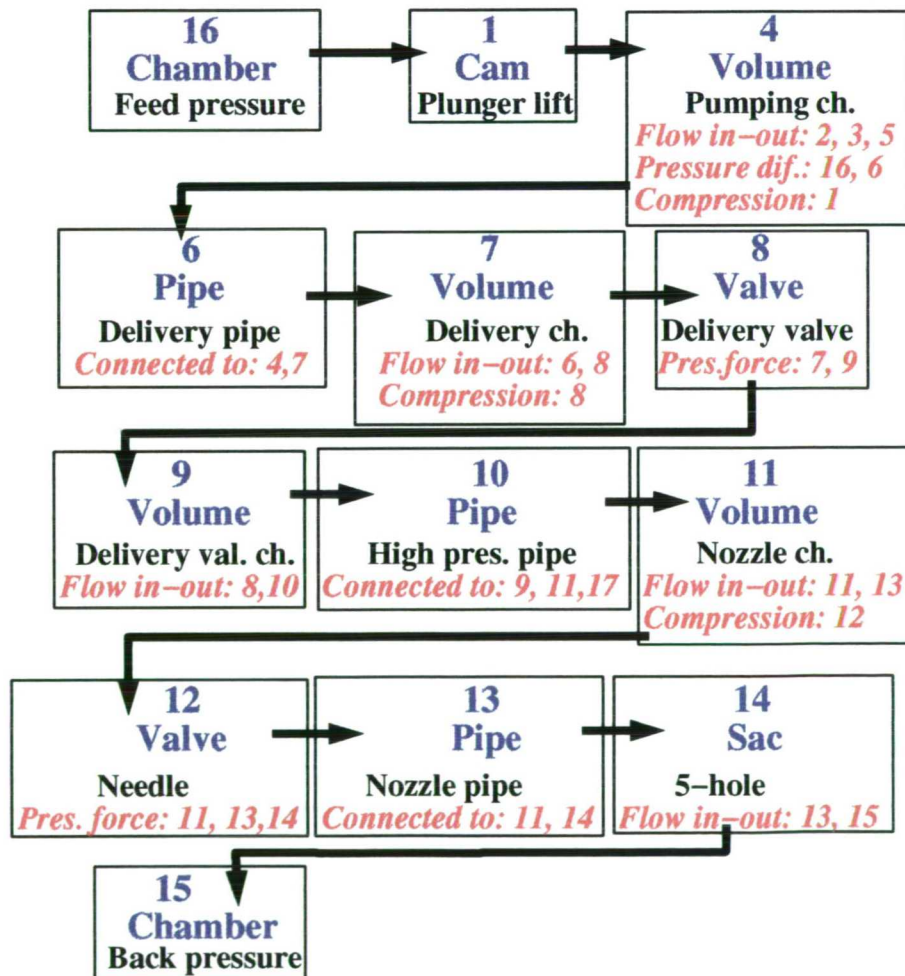 16
Chamber
Feed pressure
1
Cam
Plunger lift
4
Volume
Pumping ch.
Flow in−out: 2, 3, 5
Pressure dif.: 16, 6
Compression: 1
6
Pipe
Delivery pipe
Connected to: 4,7
7
Volume
Delivery ch.
Flow in−out: 6, 8
Compression: 8
8
Valve
Delivery valve
Pres.force: 7, 9
9
Volume
Delivery val. ch.
Flow in−out: 8,10
10
Pipe
High pres. pipe
Connected to: 9, 11,17
11
Volume
Nozzle ch.
Flow in−out: 11, 13
Compression: 12
12
Valve
Needle
Pres. force: 11, 13,14
13
Pipe
Nozzle pipe
Connected to: 11, 14
14
Sac
5−hole
Flow in−out: 13, 15
15
Chamber
Back pressure